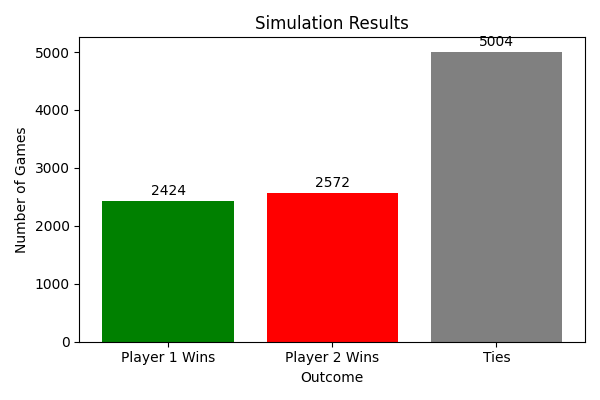 Simulation Results
5004
2572
2424
Number of Games
5000
4000
3000
2000
1000
0
Player 1 Wins
Player 2 Wins
Ties
Outcome